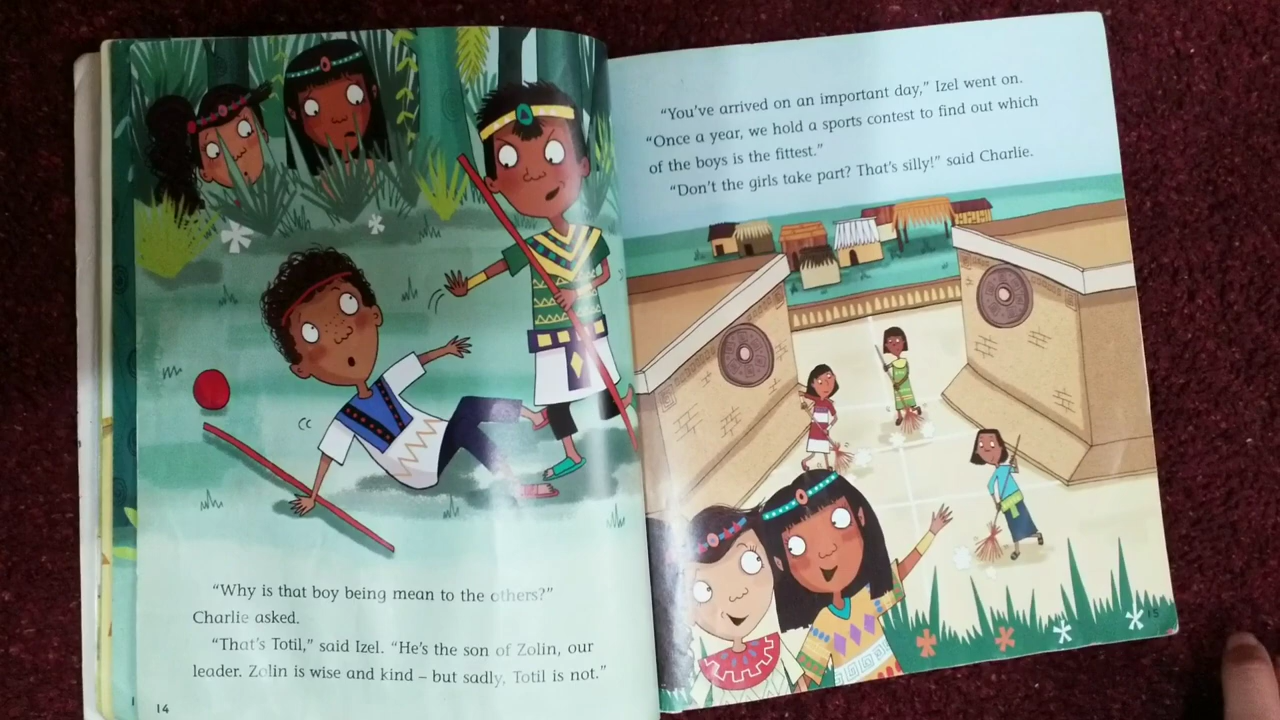 “Why is that boy being mean to the others?”
Charlie asked.
“That’s Totil,” said Izel. “He’s the son of Zolin, our
leader. Zolin is wise and kind – but sadly, Totil is not.”
14
“You’ve arrived on an important day,” Izel went on.
“Once a year, we hold a sports contest to find out which
of the boys is the fittest.”
“Don’t the girls take part? That’s silly!” said Charlie.
15